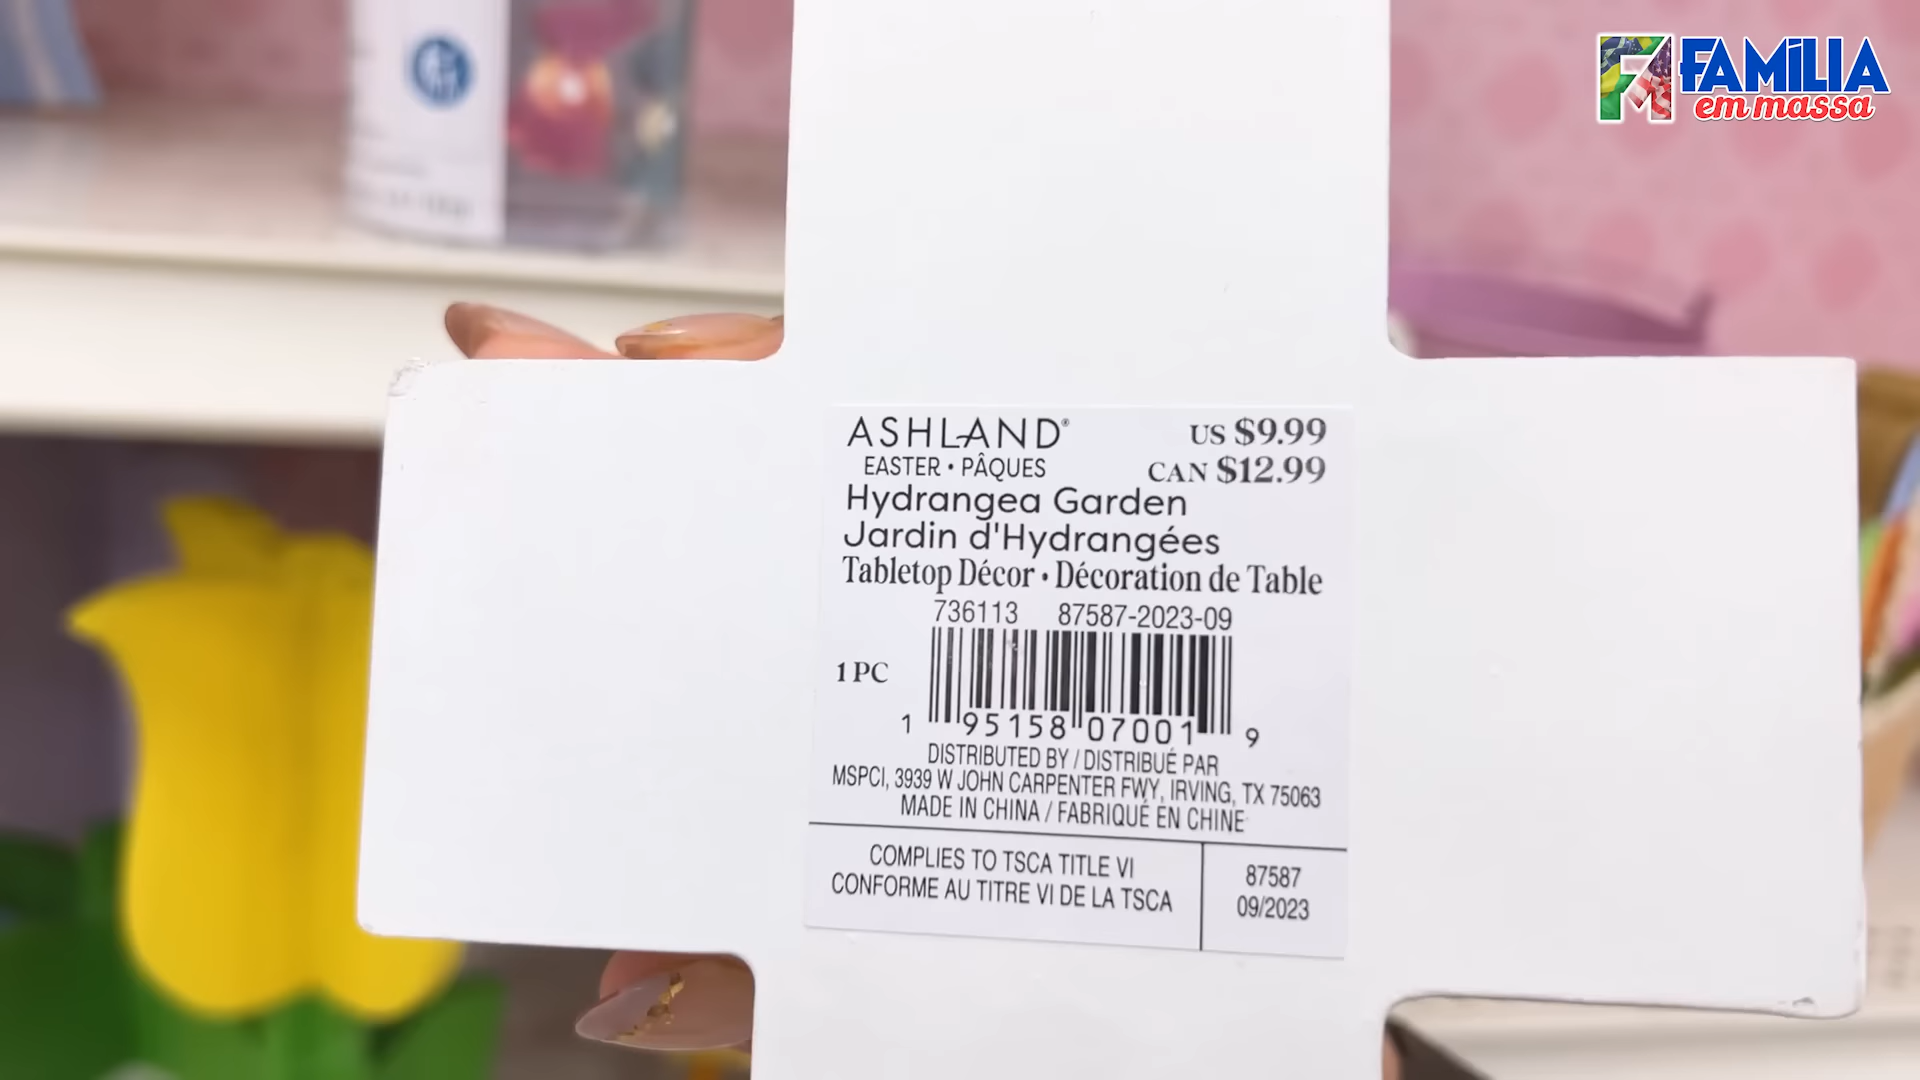 FAMÍLIA
em massa
ASHLAND®
EASTER • PÂQUES
US $9.99
CAN $12.99
Hydrangea Garden
Jardin d'Hydrangées
Tabletop Décor • Décoration de Table
736113 87587-2023-09
1 PC
1 95158 07001 9
DISTRIBUTED BY / DISTRIBUÉ PAR
MSPCI, 3939 W JOHN CARPENTER FWY, IRVING, TX 75063
MADE IN CHINA / FABRIQUÉ EN CHINE
COMPLIES TO TSCA TITLE VI
CONFORME AU TITRE VI DE LA TSCA
87587
09/2023